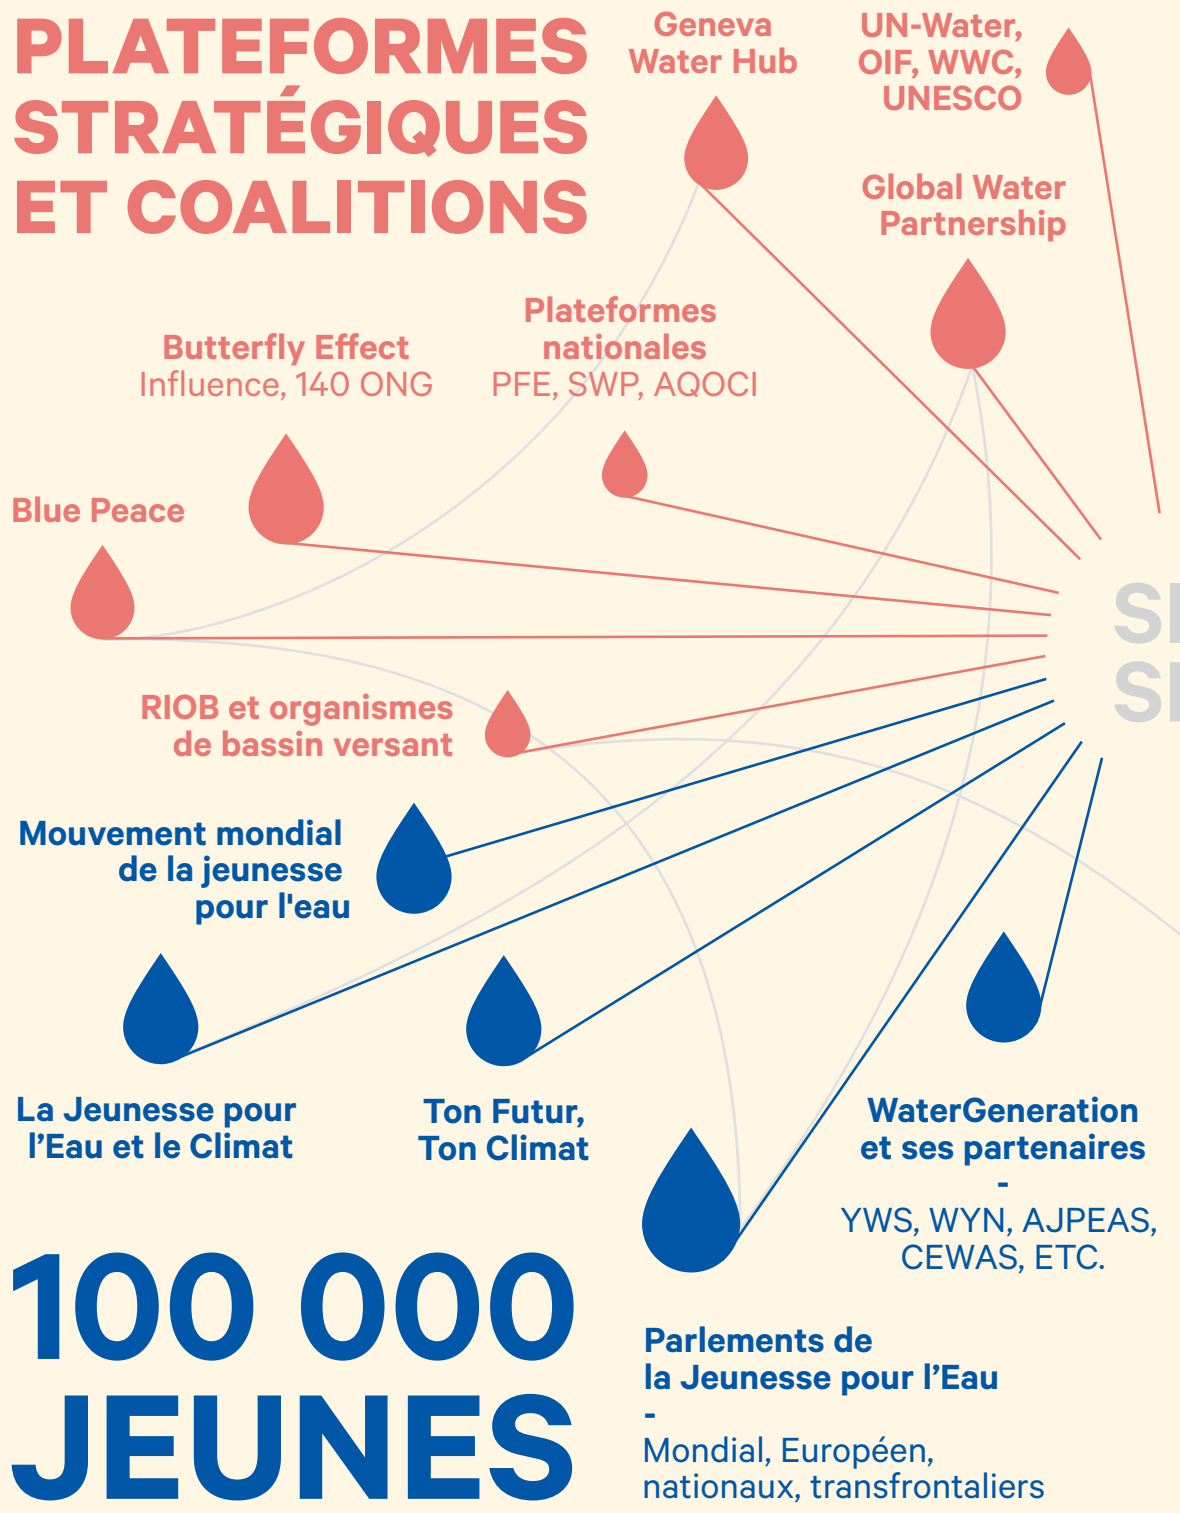 PLATEFORMES
STRATÉGIQUES
ET COALITIONS
Geneva
Water Hub
UN-Water,
OIF, WWC,
UNESCO
Global Water
Partnership
Plateformes
nationales
PFE, SWP, AQOCI
Butterfly Effect
Influence, 140 ONG
Blue Peace
RIOB et organismes
de bassin versant
Mouvement mondial
de la jeunesse
pour l'eau
La Jeunesse pour
l’Eau et le Climat
Ton Futur,
Ton Climat
WaterGeneration
et ses partenaires
-
YWS, WYN, AJPEAS,
CEWAS, ETC.
100 000
JEUNES
Parlements de
la Jeunesse pour l’Eau
-
Mondial, Européen,
nationaux, transfrontaliers